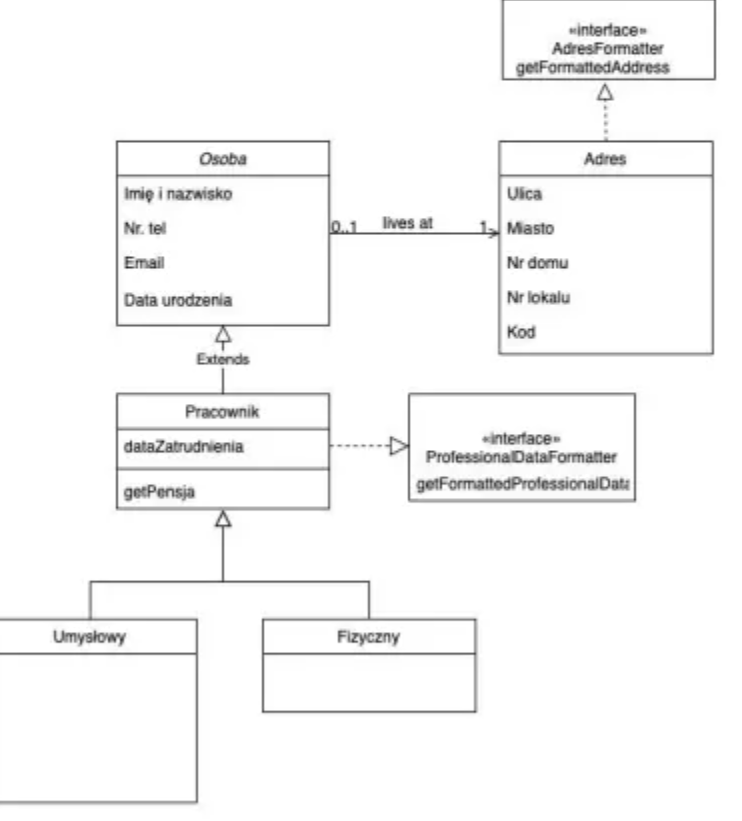 «interface»
AdresFormatter
getFormattedAddress
Osoba
Imię i nazwisko
Nr. tel
Email
Data urodzenia
0..1
lives at
1
Adres
Ulica
Miasto
Nr domu
Nr lokalu
Kod
Extends
Pracownik
dataZatrudnienia
getPensja
«interface»
ProfessionalDataFormatter
getFormattedProfessionalData
Umysłowy
Fizyczny